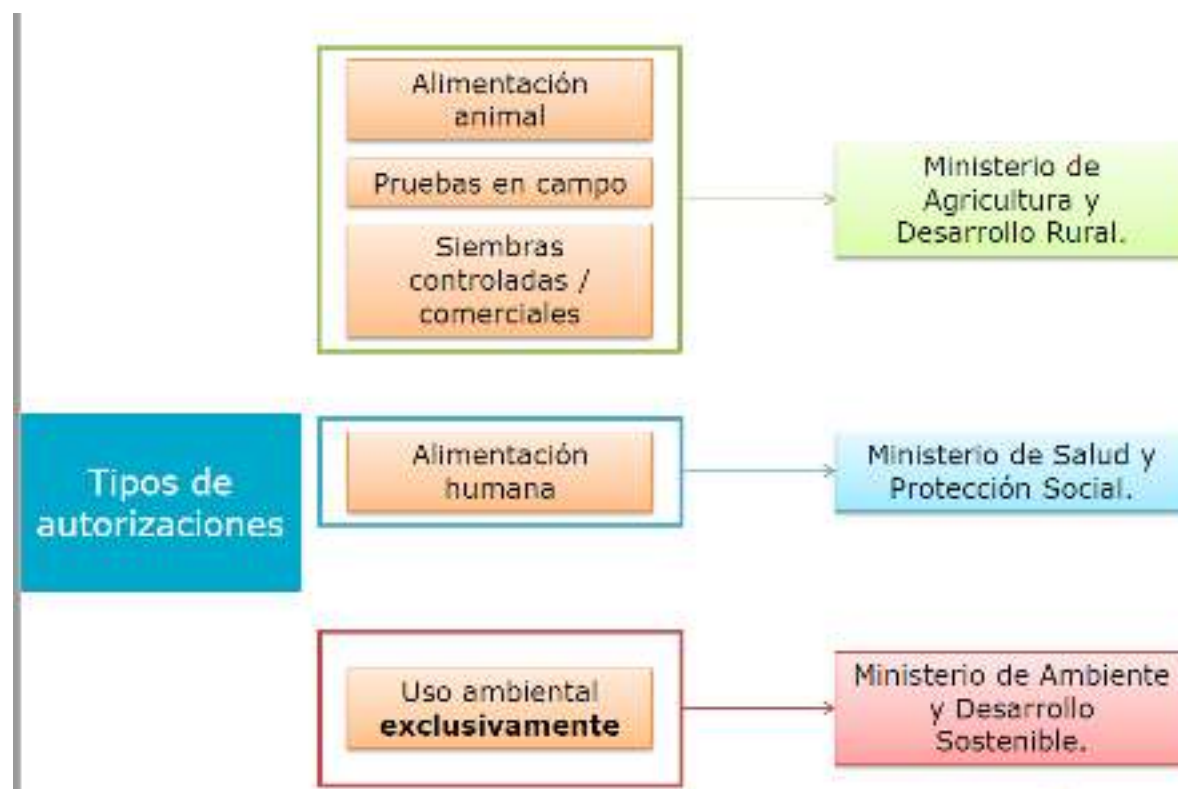 Alimentación
animal
Pruebas en campo
Siembras
controladas /
comerciales
Ministerio de
Agricultura y
Desarrollo Rural.
Tipos de
autorizaciones
Alimentación
humana
Ministerio de Salud y
Protección Social.
Uso ambiental
exclusivamente
Ministerio de Ambiente
y Desarrollo
Sostenible.